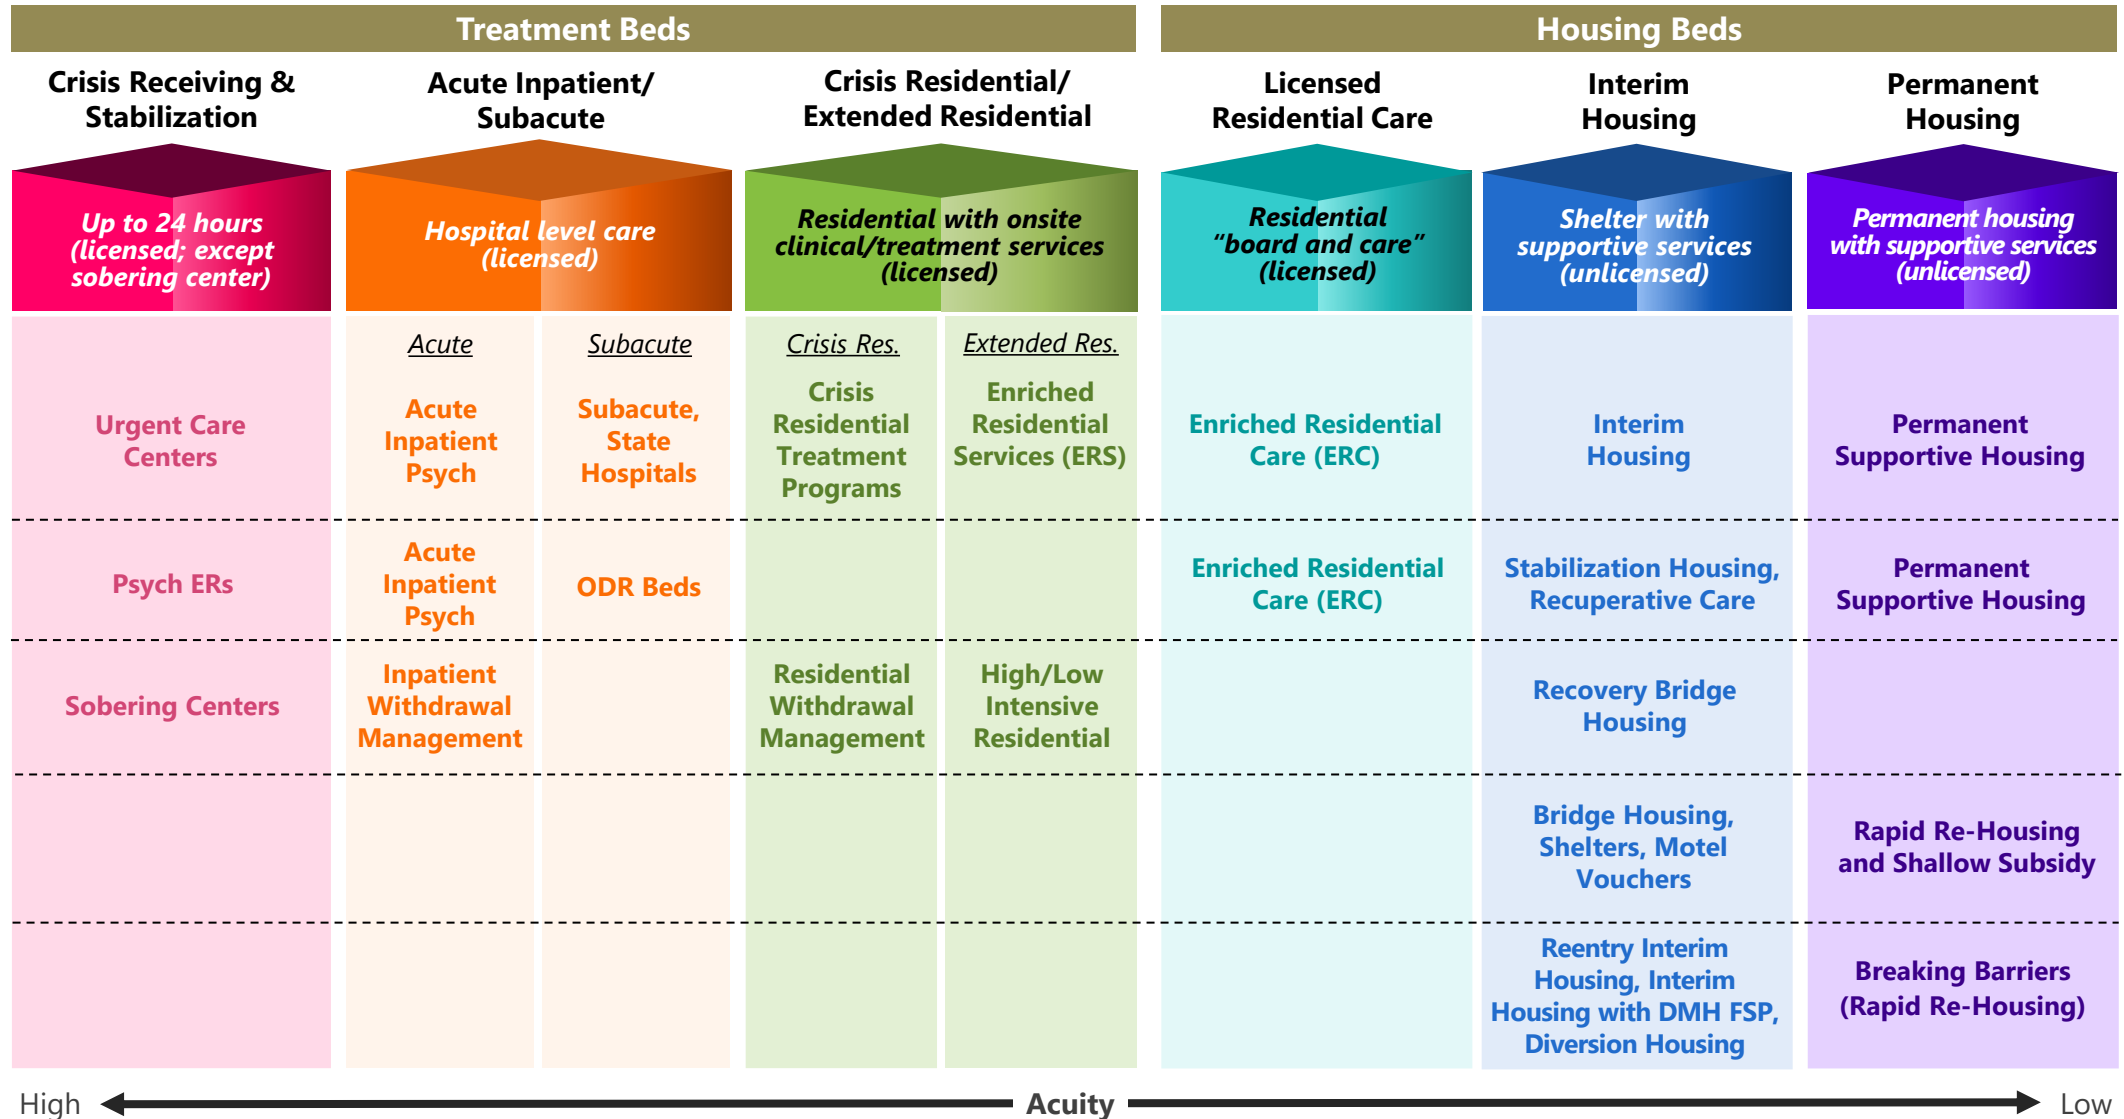 Treatment Beds
Housing Beds
Crisis Receiving &
Stabilization
Acute Inpatient/
Subacute
Crisis Residential/
Extended Residential
Licensed
Residential Care
Interim
Housing
Permanent
Housing
Up to 24 hours
(licensed; except
sobering center)
Hospital level care
(licensed)
Residential with onsite
clinical/treatment services
(licensed)
Residential
“board and care”
(licensed)
Shelter with
supportive services
(unlicensed)
Permanent housing
with supportive services
(unlicensed)
Acute
Subacute
Crisis Res.
Extended Res.
Urgent Care
Centers
Acute
Inpatient
Psych
Subacute,
State
Hospitals
Crisis
Residential
Treatment
Programs
Enriched
Residential
Services (ERS)
Enriched Residential
Care (ERC)
Interim
Housing
Permanent
Supportive Housing
Psych ERs
Acute
Inpatient
Psych
ODR Beds
Enriched Residential
Care (ERC)
Stabilization Housing,
Recuperative Care
Permanent
Supportive Housing
Sobering Centers
Inpatient
Withdrawal
Management
Residential
Withdrawal
Management
High/Low
Intensive
Residential
Recovery Bridge
Housing
Bridge Housing,
Shelters, Motel
Vouchers
Rapid Re-Housing
and Shallow Subsidy
Reentry Interim
Housing, Interim
Housing with DMH FSP,
Diversion Housing
Breaking Barriers
(Rapid Re-Housing)
High
Acuity
Low